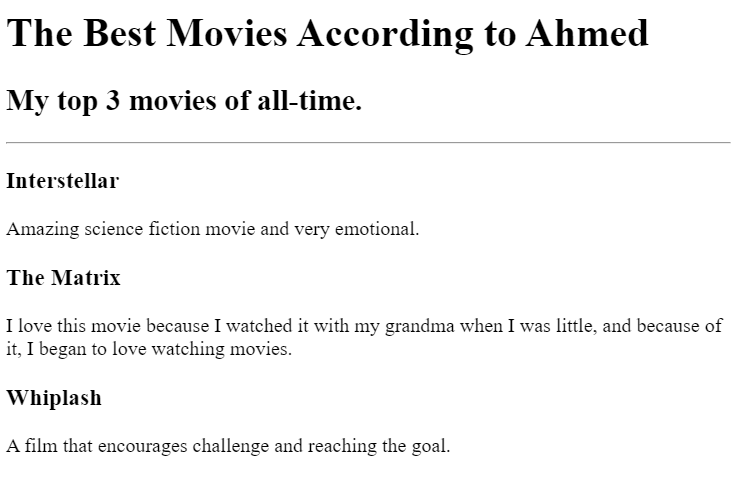 The Best Movies According to Ahmed
My top 3 movies of all-time.
Interstellar
Amazing science fiction movie and very emotional.
The Matrix
I love this movie because I watched it with my grandma when I was little, and because of
it, I began to love watching movies.
Whiplash
A film that encourages challenge and reaching the goal.